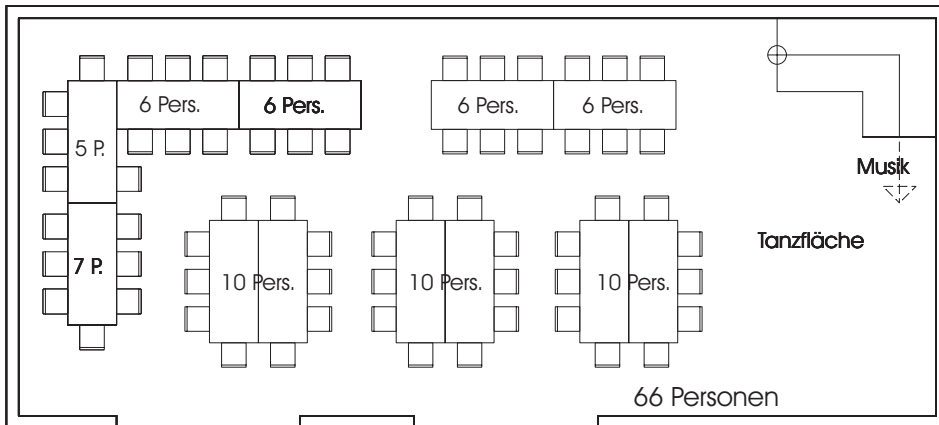 6 Pers.
6 Pers.
6 Pers.
6 Pers.
5 P.
Musik
Tanzfläche
7 P.
10 Pers.
10 Pers.
10 Pers.
66 Personen